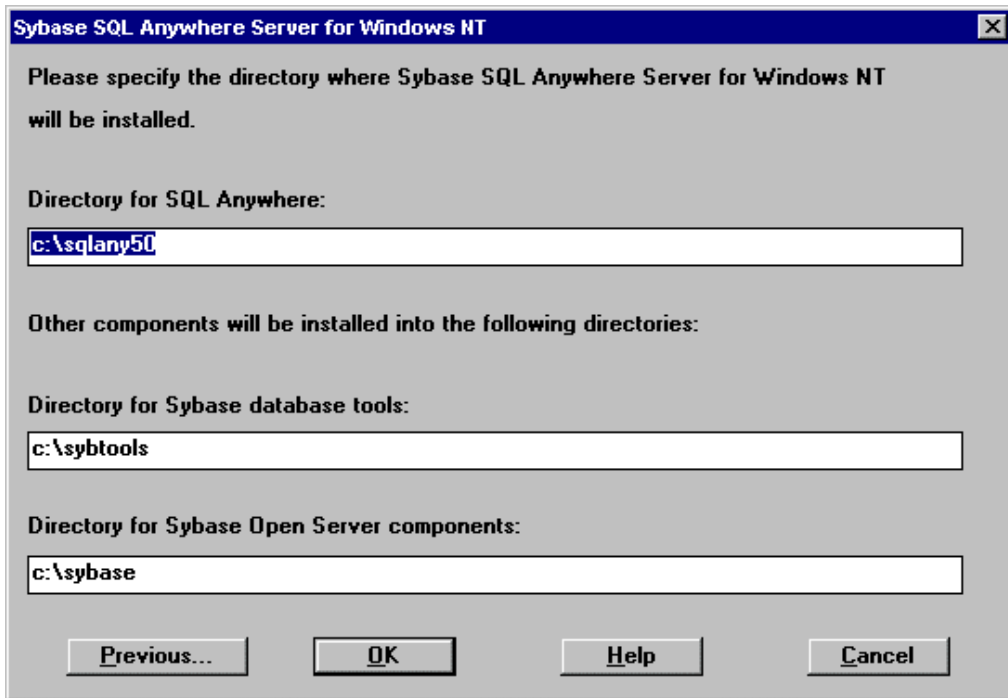 Sybase SQL Anywhere Server for Windows NT
Please specify the directory where Sybase SQL Anywhere Server for Windows NT
will be installed.
Directory for SQL Anywhere:
c:\sqlany50
Other components will be installed into the following directories:
Directory for Sybase database tools:
c:\sybtools
Directory for Sybase Open Server components:
c:\sybase
Previous... OK Help Cancel